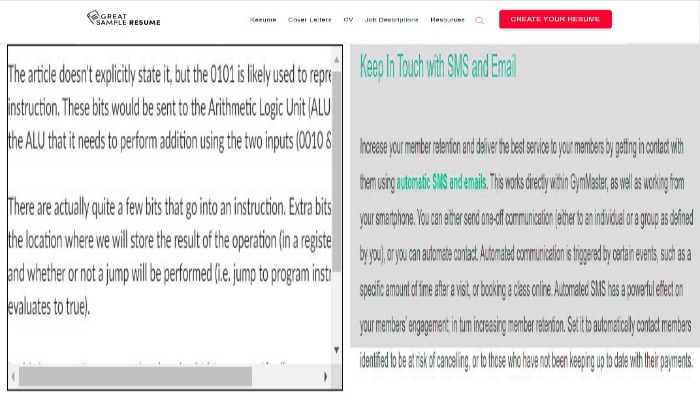 GREAT
SAMPLE RESUME
Resume Cover Letters CV Job Descriptions Resources CREATE YOUR RESUME
The article doesn't explicitly state it, but the 0101 is likely used to repre
instruction. These bits would be sent to the Arithmetic Logic Unit (ALU
the ALU that it needs to perform addition using the two inputs (0010 &
There are actually quite a few bits that go into an instruction. Extra bits
the location where we will store the result of the operation (in a registe
and whether or not a jump will be performed (i.e. jump to program instr
evaluates to true).
Keep In Touch with SMS and Email
Increase your member retention and deliver the best service to your members by getting in contact with
them using automatic SMS and emails. This works directly within GymMaster, as well as working from
your smartphone. You can either send one-off communication (either to an individual or a group as defined
by you), or you can automate contact. Automated communication is triggered by certain events, such as a
specific amount of time after a visit, or booking a class online. Automated SMS has a powerful effect on
your members' engagement; in turn increasing member retention. Set it to automatically contact members
identified to be at risk of cancelling, or to those who have not been keeping up to date with their payments.